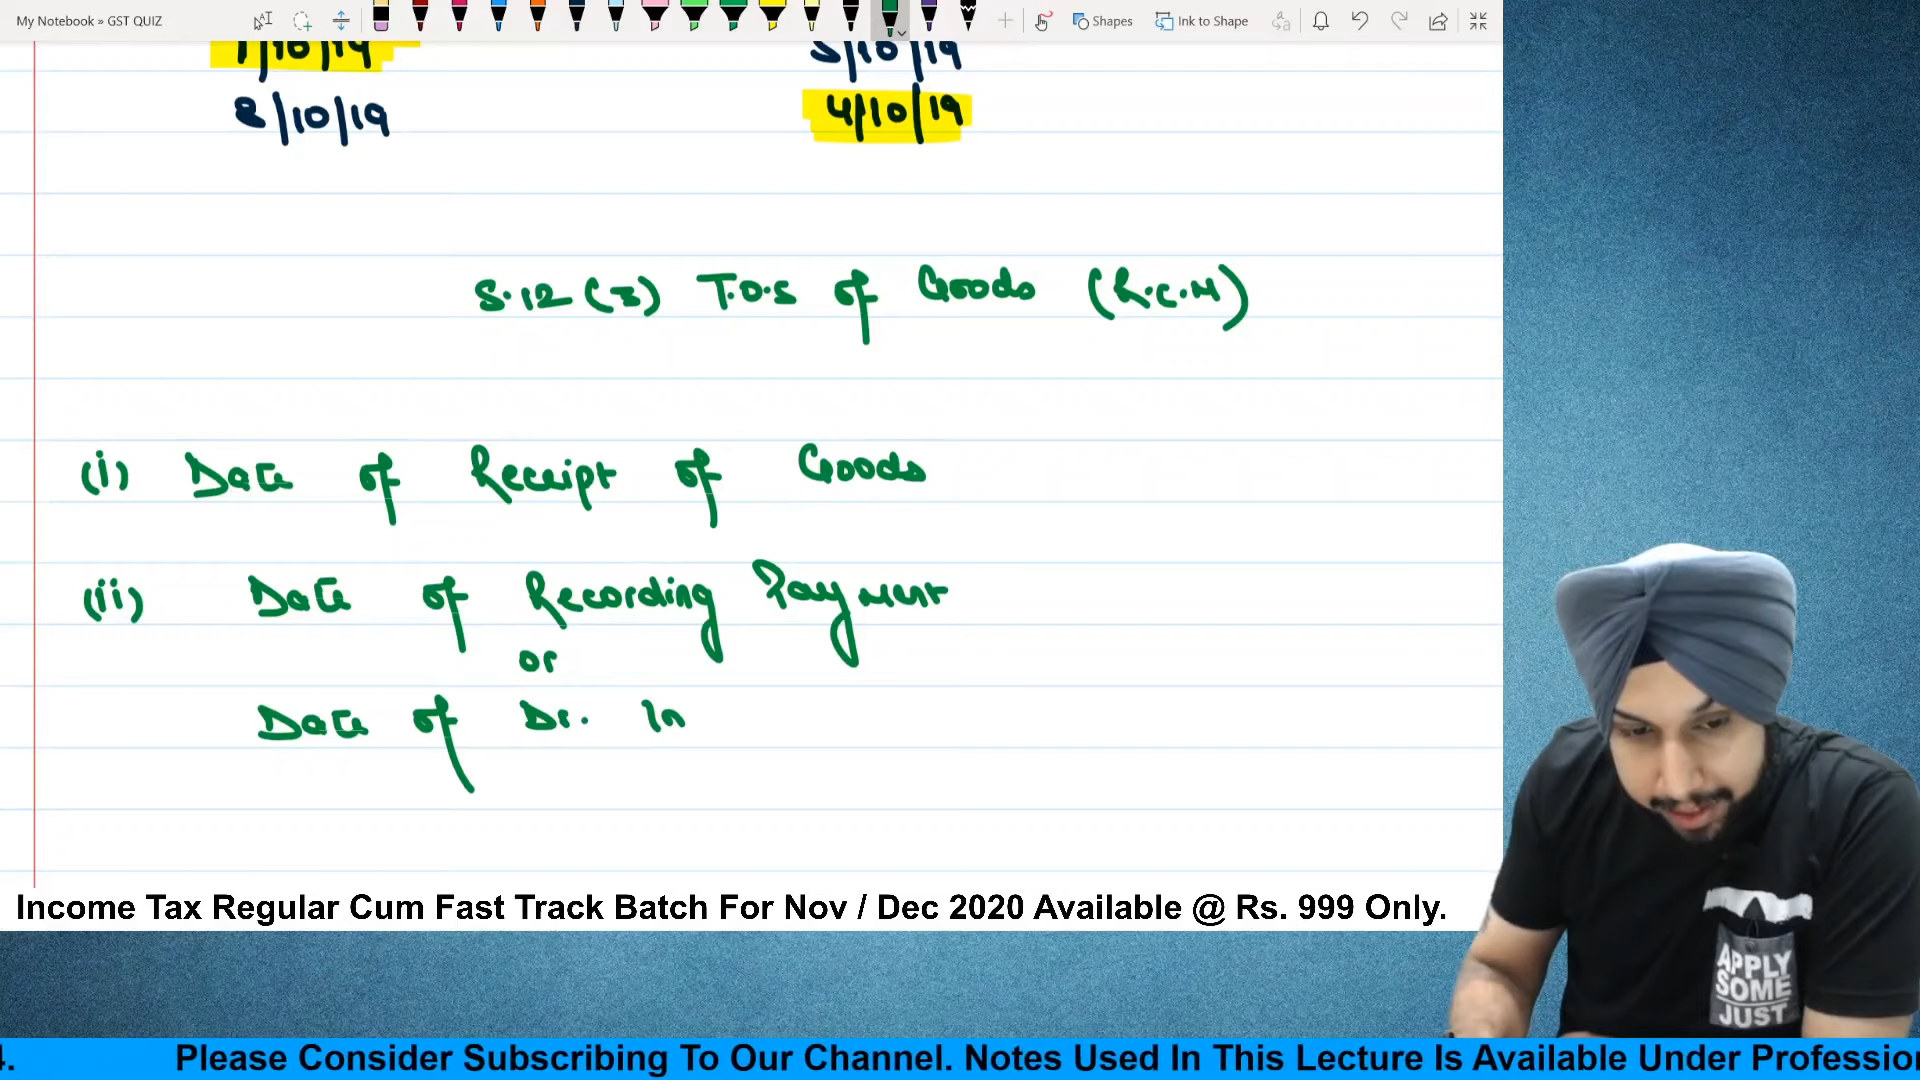 My Notebook » GST QUIZ
Shapes
Ink to Shape
1/10/19
3/10/19
8/10/19
4/10/19
S.12 (3) T.O.S of Goods (R.C.M)
(i) Date of Receipt of Goods
(ii) Date of Recording Payment
or
Date of Dr. In
Income Tax Regular Cum Fast Track Batch For Nov / Dec 2020 Available @ Rs. 999 Only.
APPLY
SOME
JUST
4. Please Consider Subscribing To Our Channel. Notes Used In This Lecture Is Available Under Professio